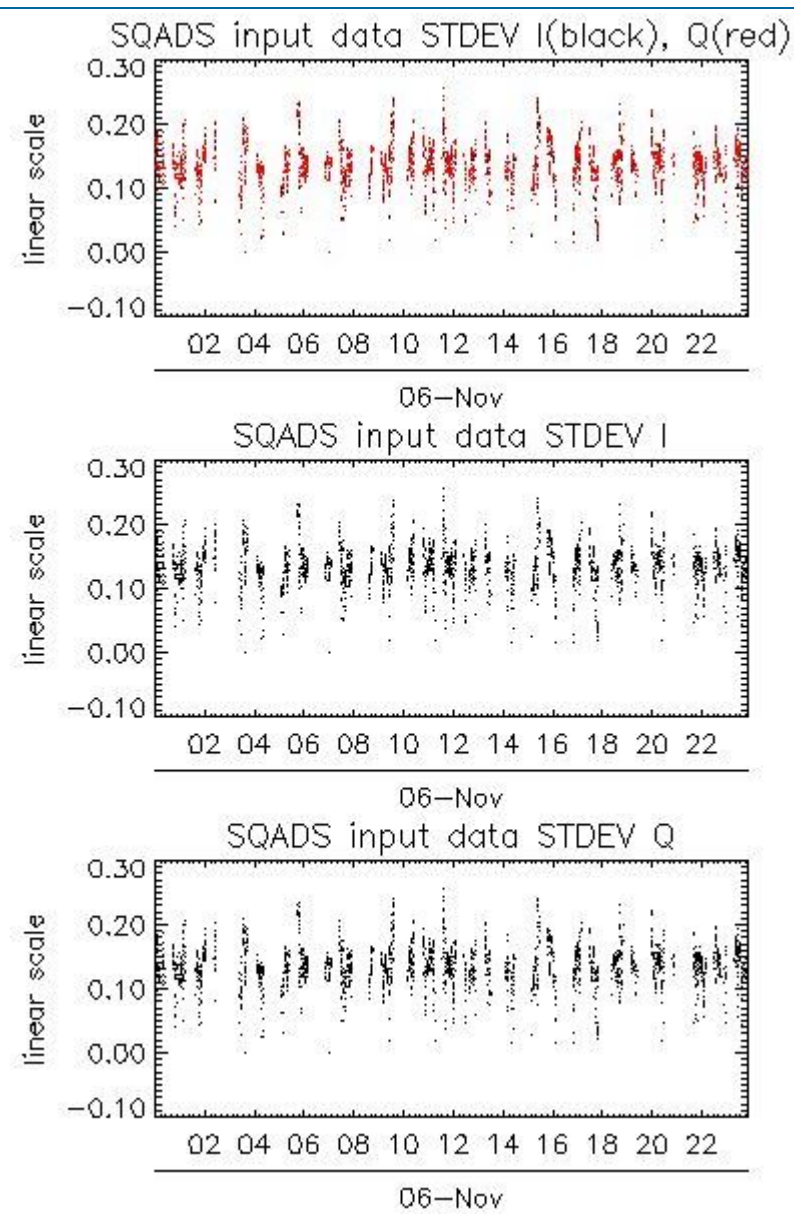 SQADS input data STDEV I(black), Q(red)
0.30
0.20
0.10
0.00
−0.10
linear scale
02 04 06 08 10 12 14 16 18 20 22
06−Nov
SQADS input data STDEV I
0.30
0.20
0.10
0.00
−0.10
linear scale
02 04 06 08 10 12 14 16 18 20 22
06−Nov
SQADS input data STDEV Q
0.30
0.20
0.10
0.00
−0.10
linear scale
02 04 06 08 10 12 14 16 18 20 22
06−Nov